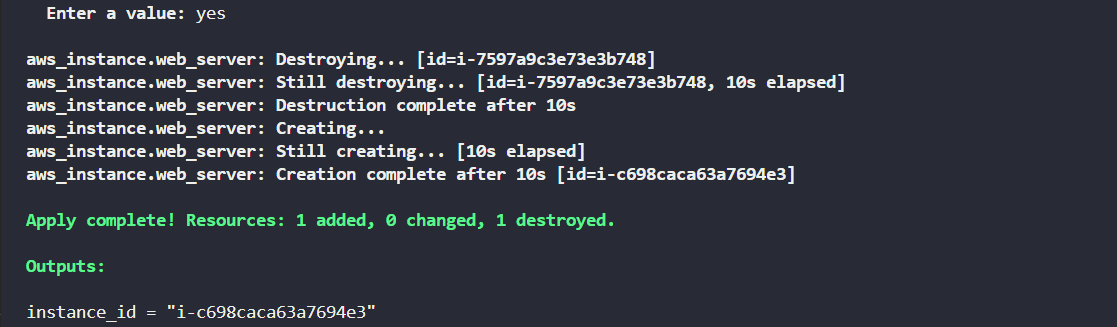 Enter a value: yes
aws_instance.web_server: Destroying... [id=i-7597a9c3e73e3b748]
aws_instance.web_server: Still destroying... [id=i-7597a9c3e73e3b748, 10s elapsed]
aws_instance.web_server: Destruction complete after 10s
aws_instance.web_server: Creating...
aws_instance.web_server: Still creating... [10s elapsed]
aws_instance.web_server: Creation complete after 10s [id=i-c698caca63a7694e3]
Apply complete! Resources: 1 added, 0 changed, 1 destroyed.
Outputs:
instance_id = "i-c698caca63a7694e3"